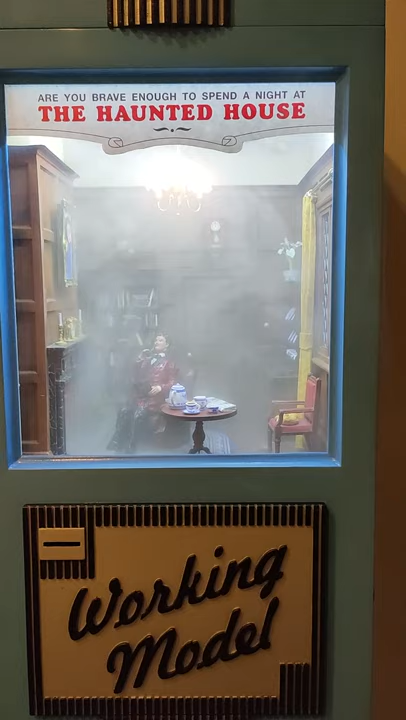 ARE YOU BRAVE ENOUGH TO SPEND A NIGHT AT
THE HAUNTED HOUSE
Working
Model